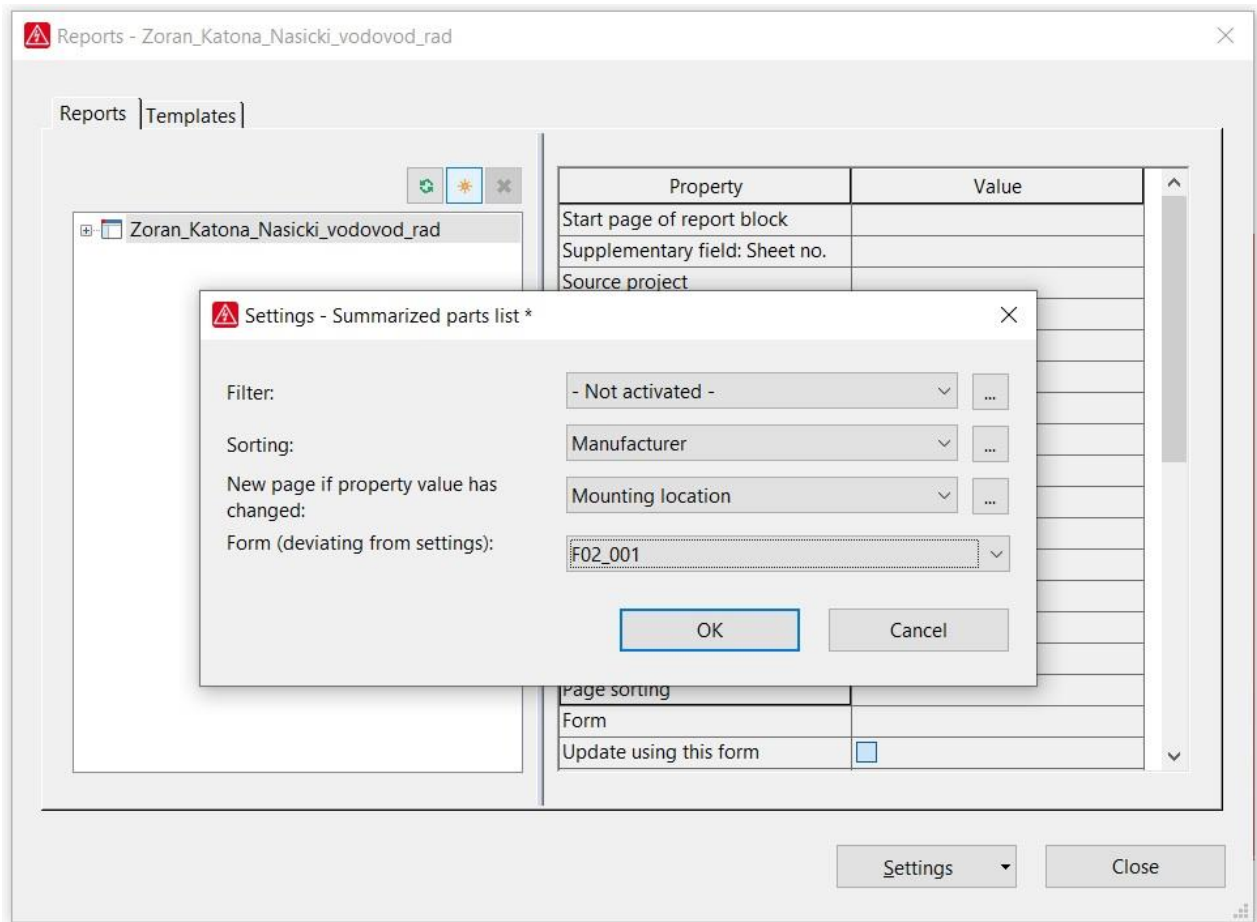 Reports - Zoran_Katona_Nasicki_vodovod_rad
Reports
Templates
Property
Value
Zoran_Katona_Nasicki_vodovod_rad
Start page of report block
Supplementary field: Sheet no.
Source project
Settings - Summarized parts list *
Filter:
- Not activated -
...
Sorting:
Manufacturer
...
New page if property value has
changed:
Mounting location
...
Form (deviating from settings):
F02_001
OK
Cancel
Page sorting
Form
Update using this form
Settings
Close